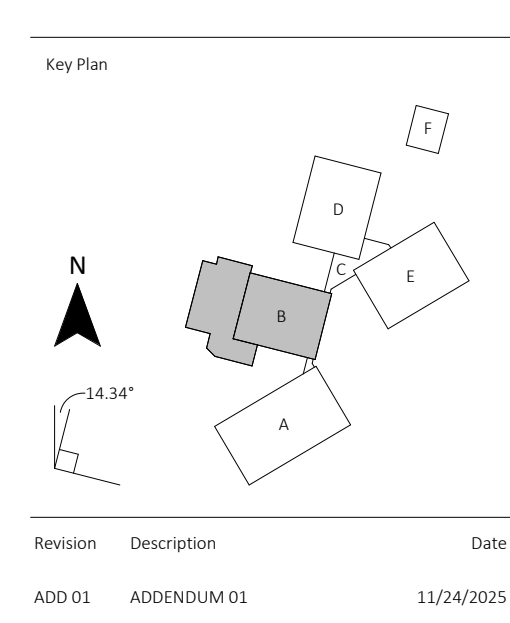 Key Plan
F
D
N
C
E
B
14.34°
A
Revision Description Date
ADD 01 ADDENDUM 01 11/24/2025